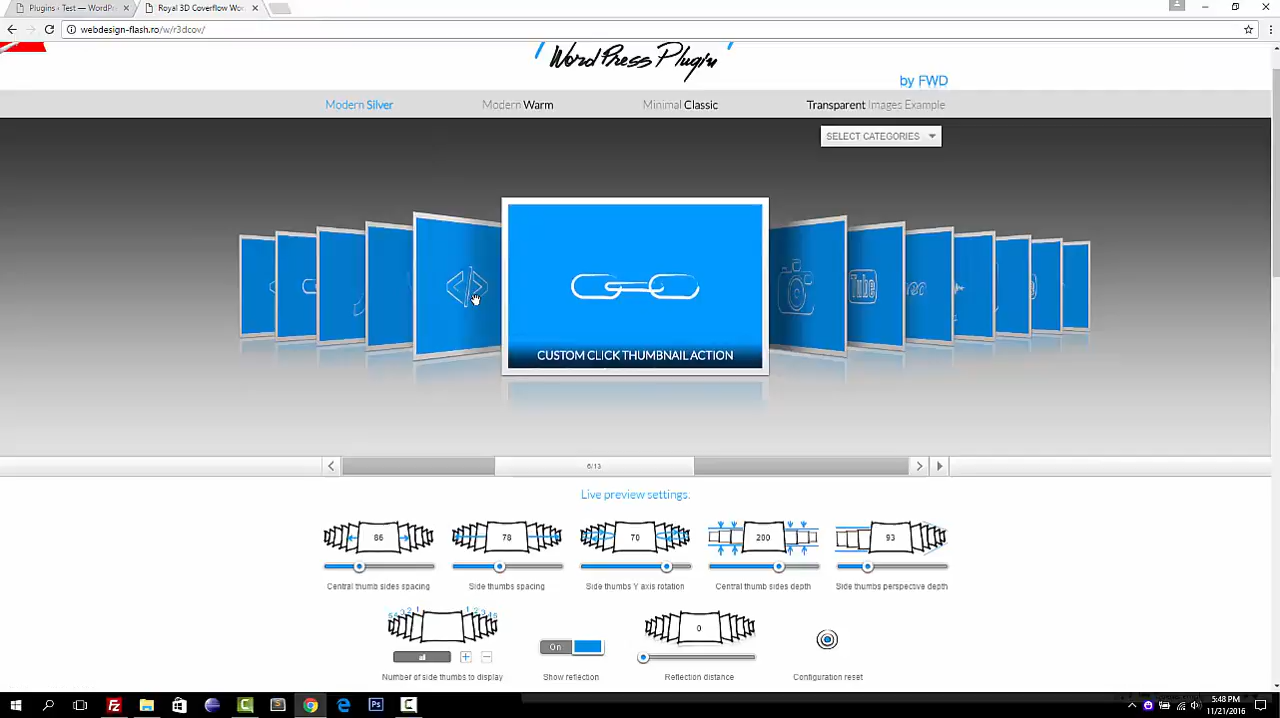 Plugins ‹ Test — WordPr
Royal 3D Coverflow Wor
webdesign-flash.ro/w/r3dcov/
WordPress Plugin
by FWD
Modern Silver
Modern Warm
Minimal Classic
Transparent Images Example
SELECT CATEGORIES
Tube
CUSTOM CLICK THUMBNAIL ACTION
6/13
Live preview settings.
86
78
70
200
93
Central thumb sides spacing
Side thumbs spacing
Side thumbs Y axis rotation
Central thumb sides depth
Side thumbs perspective depth
all
On
0
Number of side thumbs to display
Show reflection
Reflection distance
Configuration reset
5:48 PM
11/21/2016